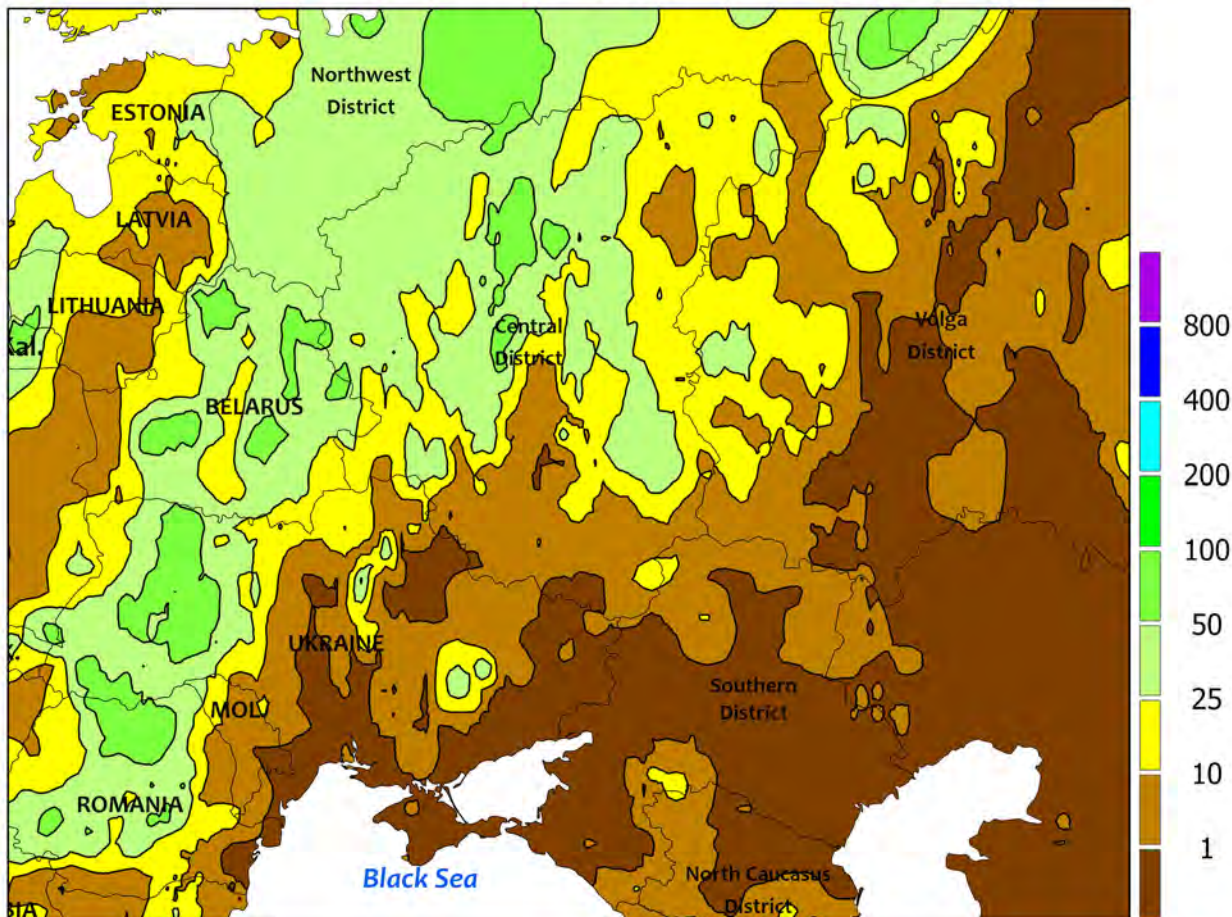 Northwest
District
ESTONIA
LATVIA
LITHUANIA
Kal.
Central
District
Volga
District
BELARUS
UKRAINE
MOL.
Southern
District
ROMANIA
Black Sea
North Caucasus
District
800
400
200
100
50
25
10
1